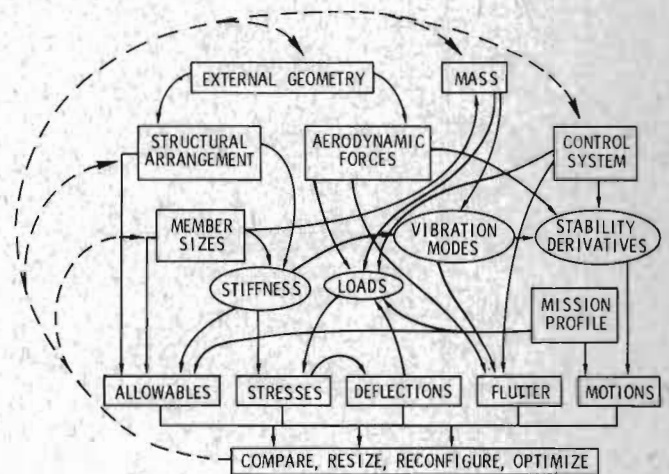 EXTERNAL GEOMETRY
MASS
STRUCTURAL
ARRANGEMENT
AERODYNAMIC
FORCES
CONTROL
SYSTEM
MEMBER
SIZES
VIBRATION
MODES
STABILITY
DERIVATIVES
STIFFNESS
LOADS
MISSION
PROFILE
ALLOWABLES
STRESSES
DEFLECTIONS
FLUTTER
MOTIONS
COMPARE, RESIZE, RECONFIGURE, OPTIMIZE